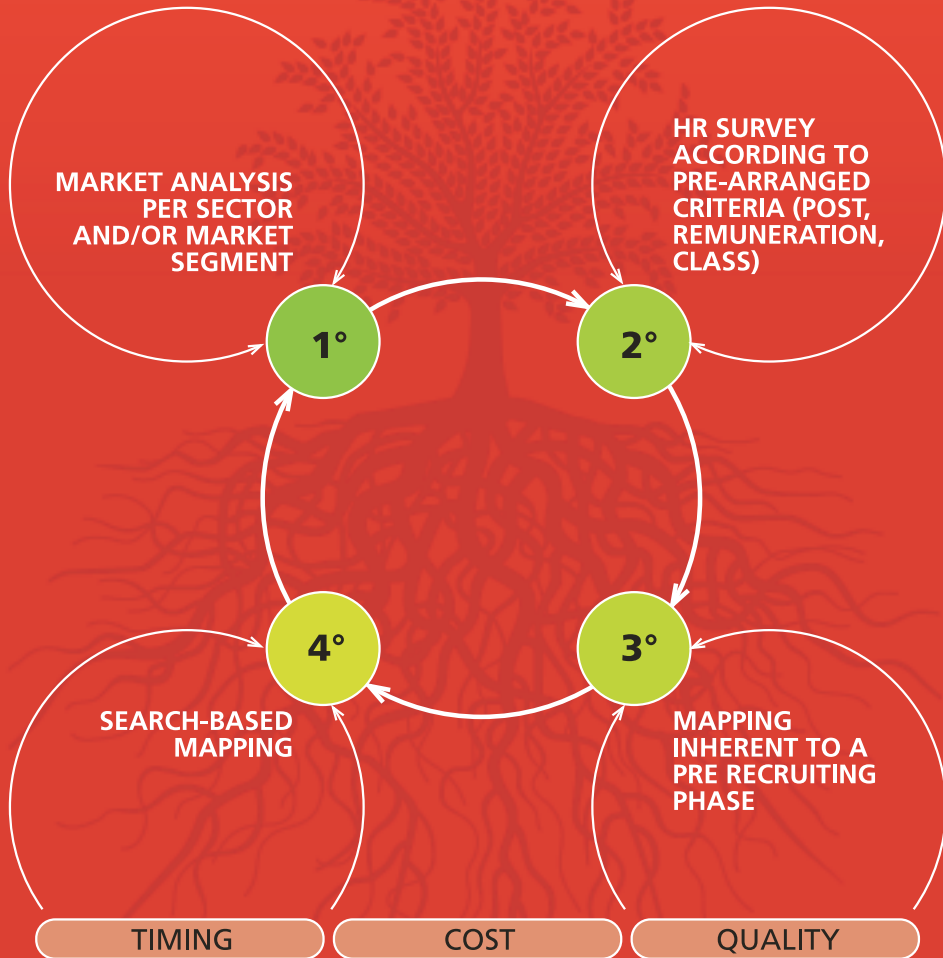 MARKET ANALYSIS
PER SECTOR
AND/OR MARKET
SEGMENT
1°
HR SURVEY
ACCORDING TO
PRE-ARRANGED
CRITERIA (POST,
REMUNERATION,
CLASS)
2°
4°
SEARCH-BASED
MAPPING
3°
MAPPING
INHERENT TO A
PRE RECRUITING
PHASE
TIMING
COST
QUALITY